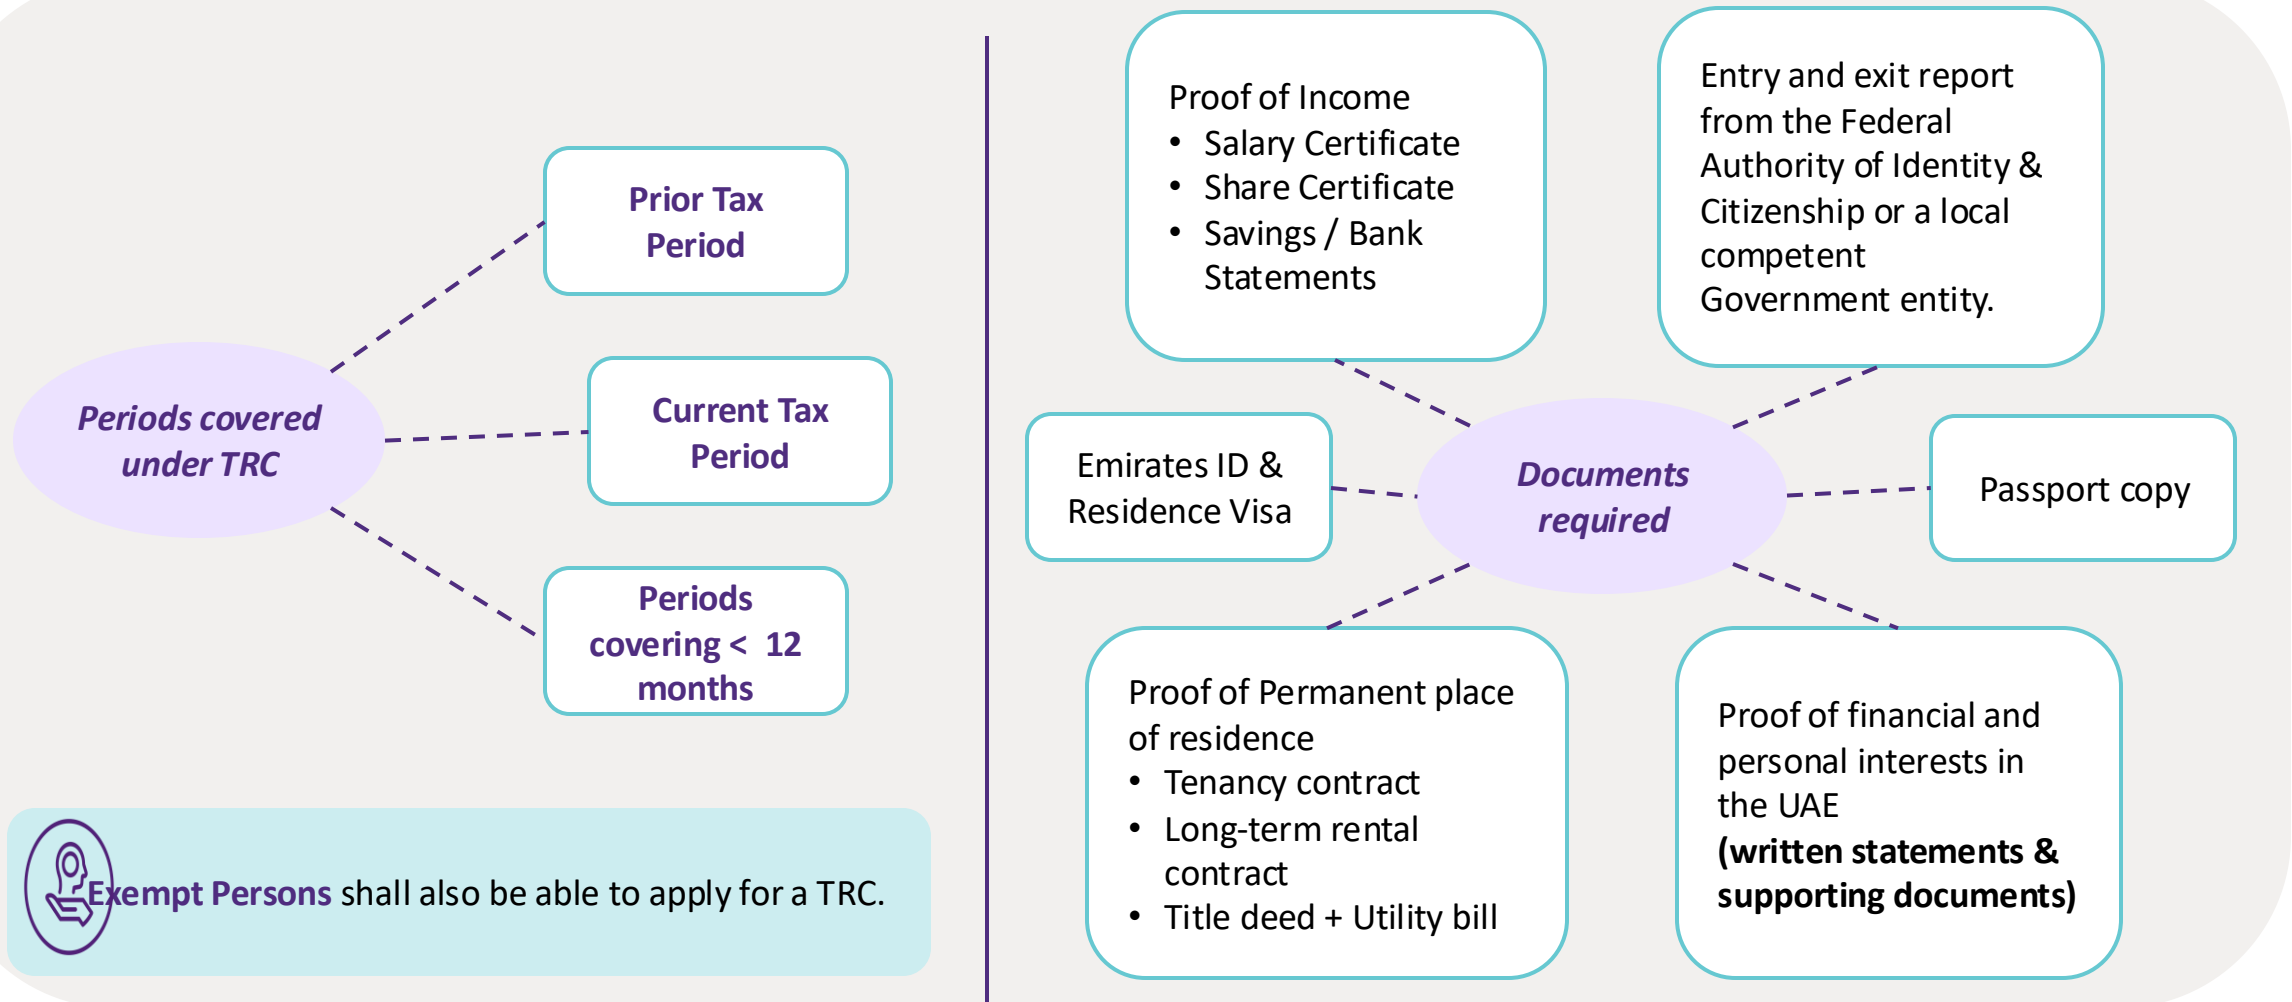 Prior Tax
Period
Periods covered
under TRC
Current Tax
Period
Periods
covering < 12
months
Exempt Persons shall also be able to apply for a TRC.
Proof of Income
• Salary Certificate
• Share Certificate
• Savings / Bank
Statements
Entry and exit report
from the Federal
Authority of Identity &
Citizenship or a local
competent
Government entity.
Emirates ID &
Residence Visa
Documents
required
Passport copy
Proof of Permanent place
of residence
• Tenancy contract
• Long-term rental
contract
• Title deed + Utility bill
Proof of financial and
personal interests in
the UAE
(written statements &
supporting documents)